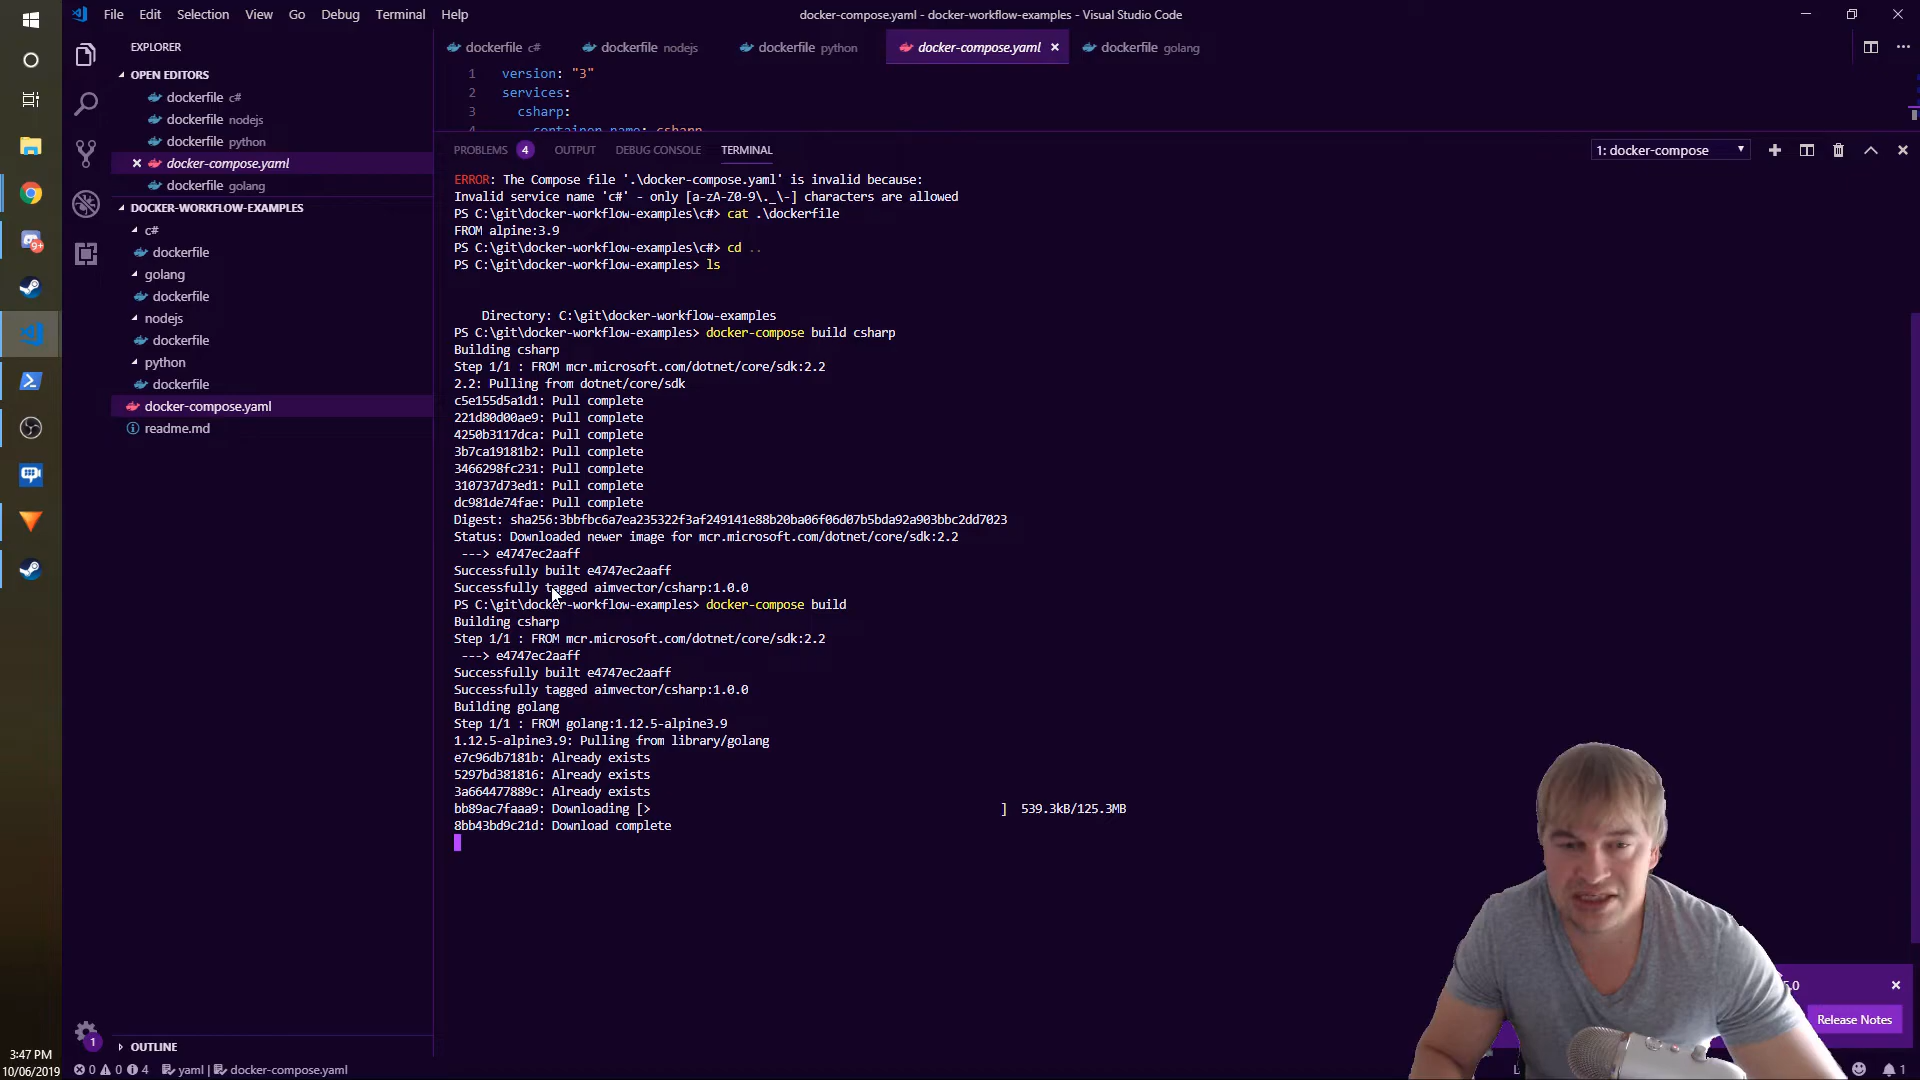 File Edit Selection View Go Debug Terminal Help
docker-compose.yaml - docker-workflow-examples - Visual Studio Code
EXPLORER
OPEN EDITORS
dockerfile c#
dockerfile nodejs
dockerfile python
docker-compose.yaml
dockerfile golang
DOCKER-WORKFLOW-EXAMPLES
c#
dockerfile
golang
dockerfile
nodejs
dockerfile
python
dockerfile
docker-compose.yaml
readme.md
OUTLINE
dockerfile c# dockerfile nodejs dockerfile python docker-compose.yaml dockerfile golang
1 version: "3"
2 services:
3 csharp:
4 container_name: csharp
PROBLEMS 4 OUTPUT DEBUG CONSOLE TERMINAL
1: docker-compose
ERROR: The Compose file '.\docker-compose.yaml' is invalid because:
Invalid service name 'c#' - only [a-zA-Z0-9\._\-] characters are allowed
PS C:\git\docker-workflow-examples\c#> cat .\dockerfile
FROM alpine:3.9
PS C:\git\docker-workflow-examples\c#> cd ..
PS C:\git\docker-workflow-examples> ls
Directory: C:\git\docker-workflow-examples
PS C:\git\docker-workflow-examples> docker-compose build csharp
Building csharp
Step 1/1 : FROM mcr.microsoft.com/dotnet/core/sdk:2.2
2.2: Pulling from dotnet/core/sdk
c5e155d5a1d1: Pull complete
221d80d00ae9: Pull complete
4250b3117dca: Pull complete
3b7ca19181b2: Pull complete
3466298fc231: Pull complete
310737d73ed1: Pull complete
dc981de74fae: Pull complete
Digest: sha256:3bbfbc6a7ea235322f3af249141e88b20ba06f06d07b5bda92a903bbc2dd7023
Status: Downloaded newer image for mcr.microsoft.com/dotnet/core/sdk:2.2
---> e4747ec2aaff
Successfully built e4747ec2aaff
Successfully tagged aimvector/csharp:1.0.0
PS C:\git\docker-workflow-examples> docker-compose build
Building csharp
Step 1/1 : FROM mcr.microsoft.com/dotnet/core/sdk:2.2
---> e4747ec2aaff
Successfully built e4747ec2aaff
Successfully tagged aimvector/csharp:1.0.0
Building golang
Step 1/1 : FROM golang:1.12.5-alpine3.9
1.12.5-alpine3.9: Pulling from library/golang
e7c96db7181b: Already exists
5297bd381816: Already exists
3a664477889c: Already exists
bb89ac7faaa9: Downloading [> ] 539.3kB/125.3MB
8bb43bd9c21d: Download complete
Release Notes
9+
1
3:47 PM
10/06/2019
0 0 4 yaml | docker-compose.yaml
1